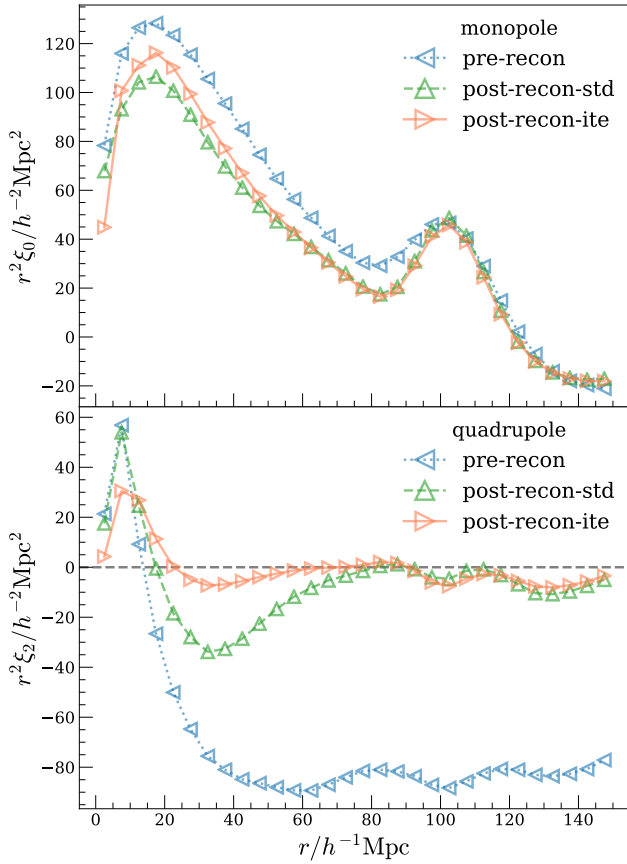 monopole
pre-recon
post-recon-std
post-recon-ite
r²ξ₀/h⁻²Mpc²
120
100
80
60
40
20
0
−20
quadrupole
pre-recon
post-recon-std
post-recon-ite
r²ξ₂/h⁻²Mpc²
60
40
20
0
−20
−40
−60
−80
0 20 40 60 80 100 120 140
r/h⁻¹Mpc